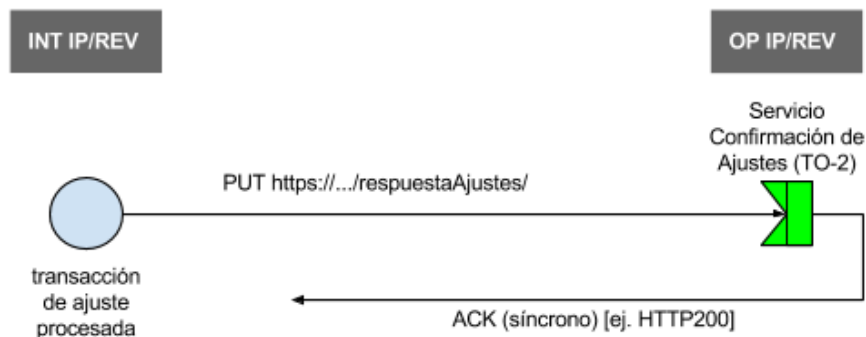 INT IP/REV
OP IP/REV
Servicio
Confirmación de
Ajustes (TO-2)
PUT https://.../respuestaAjustes/
transacción
de ajuste
procesada
ACK (síncrono) [ej. HTTP200]